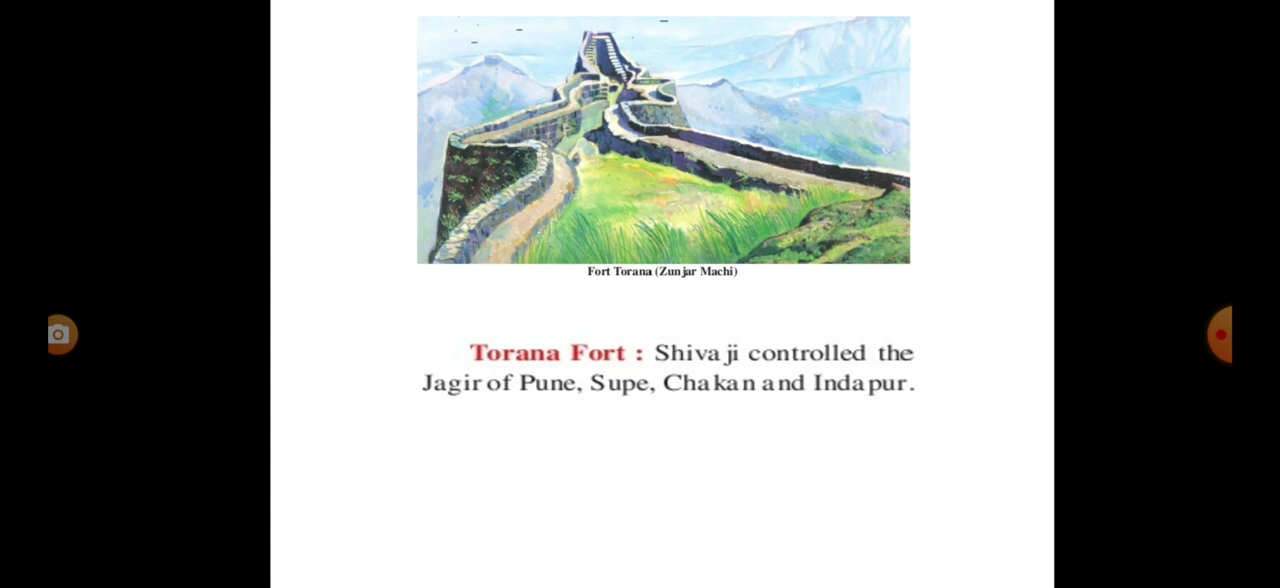 Fort Torana (Zunjar Machi)
Torana Fort : Shivaji controlled the
Jagir of Pune, Supe, Chakan and Indapur.